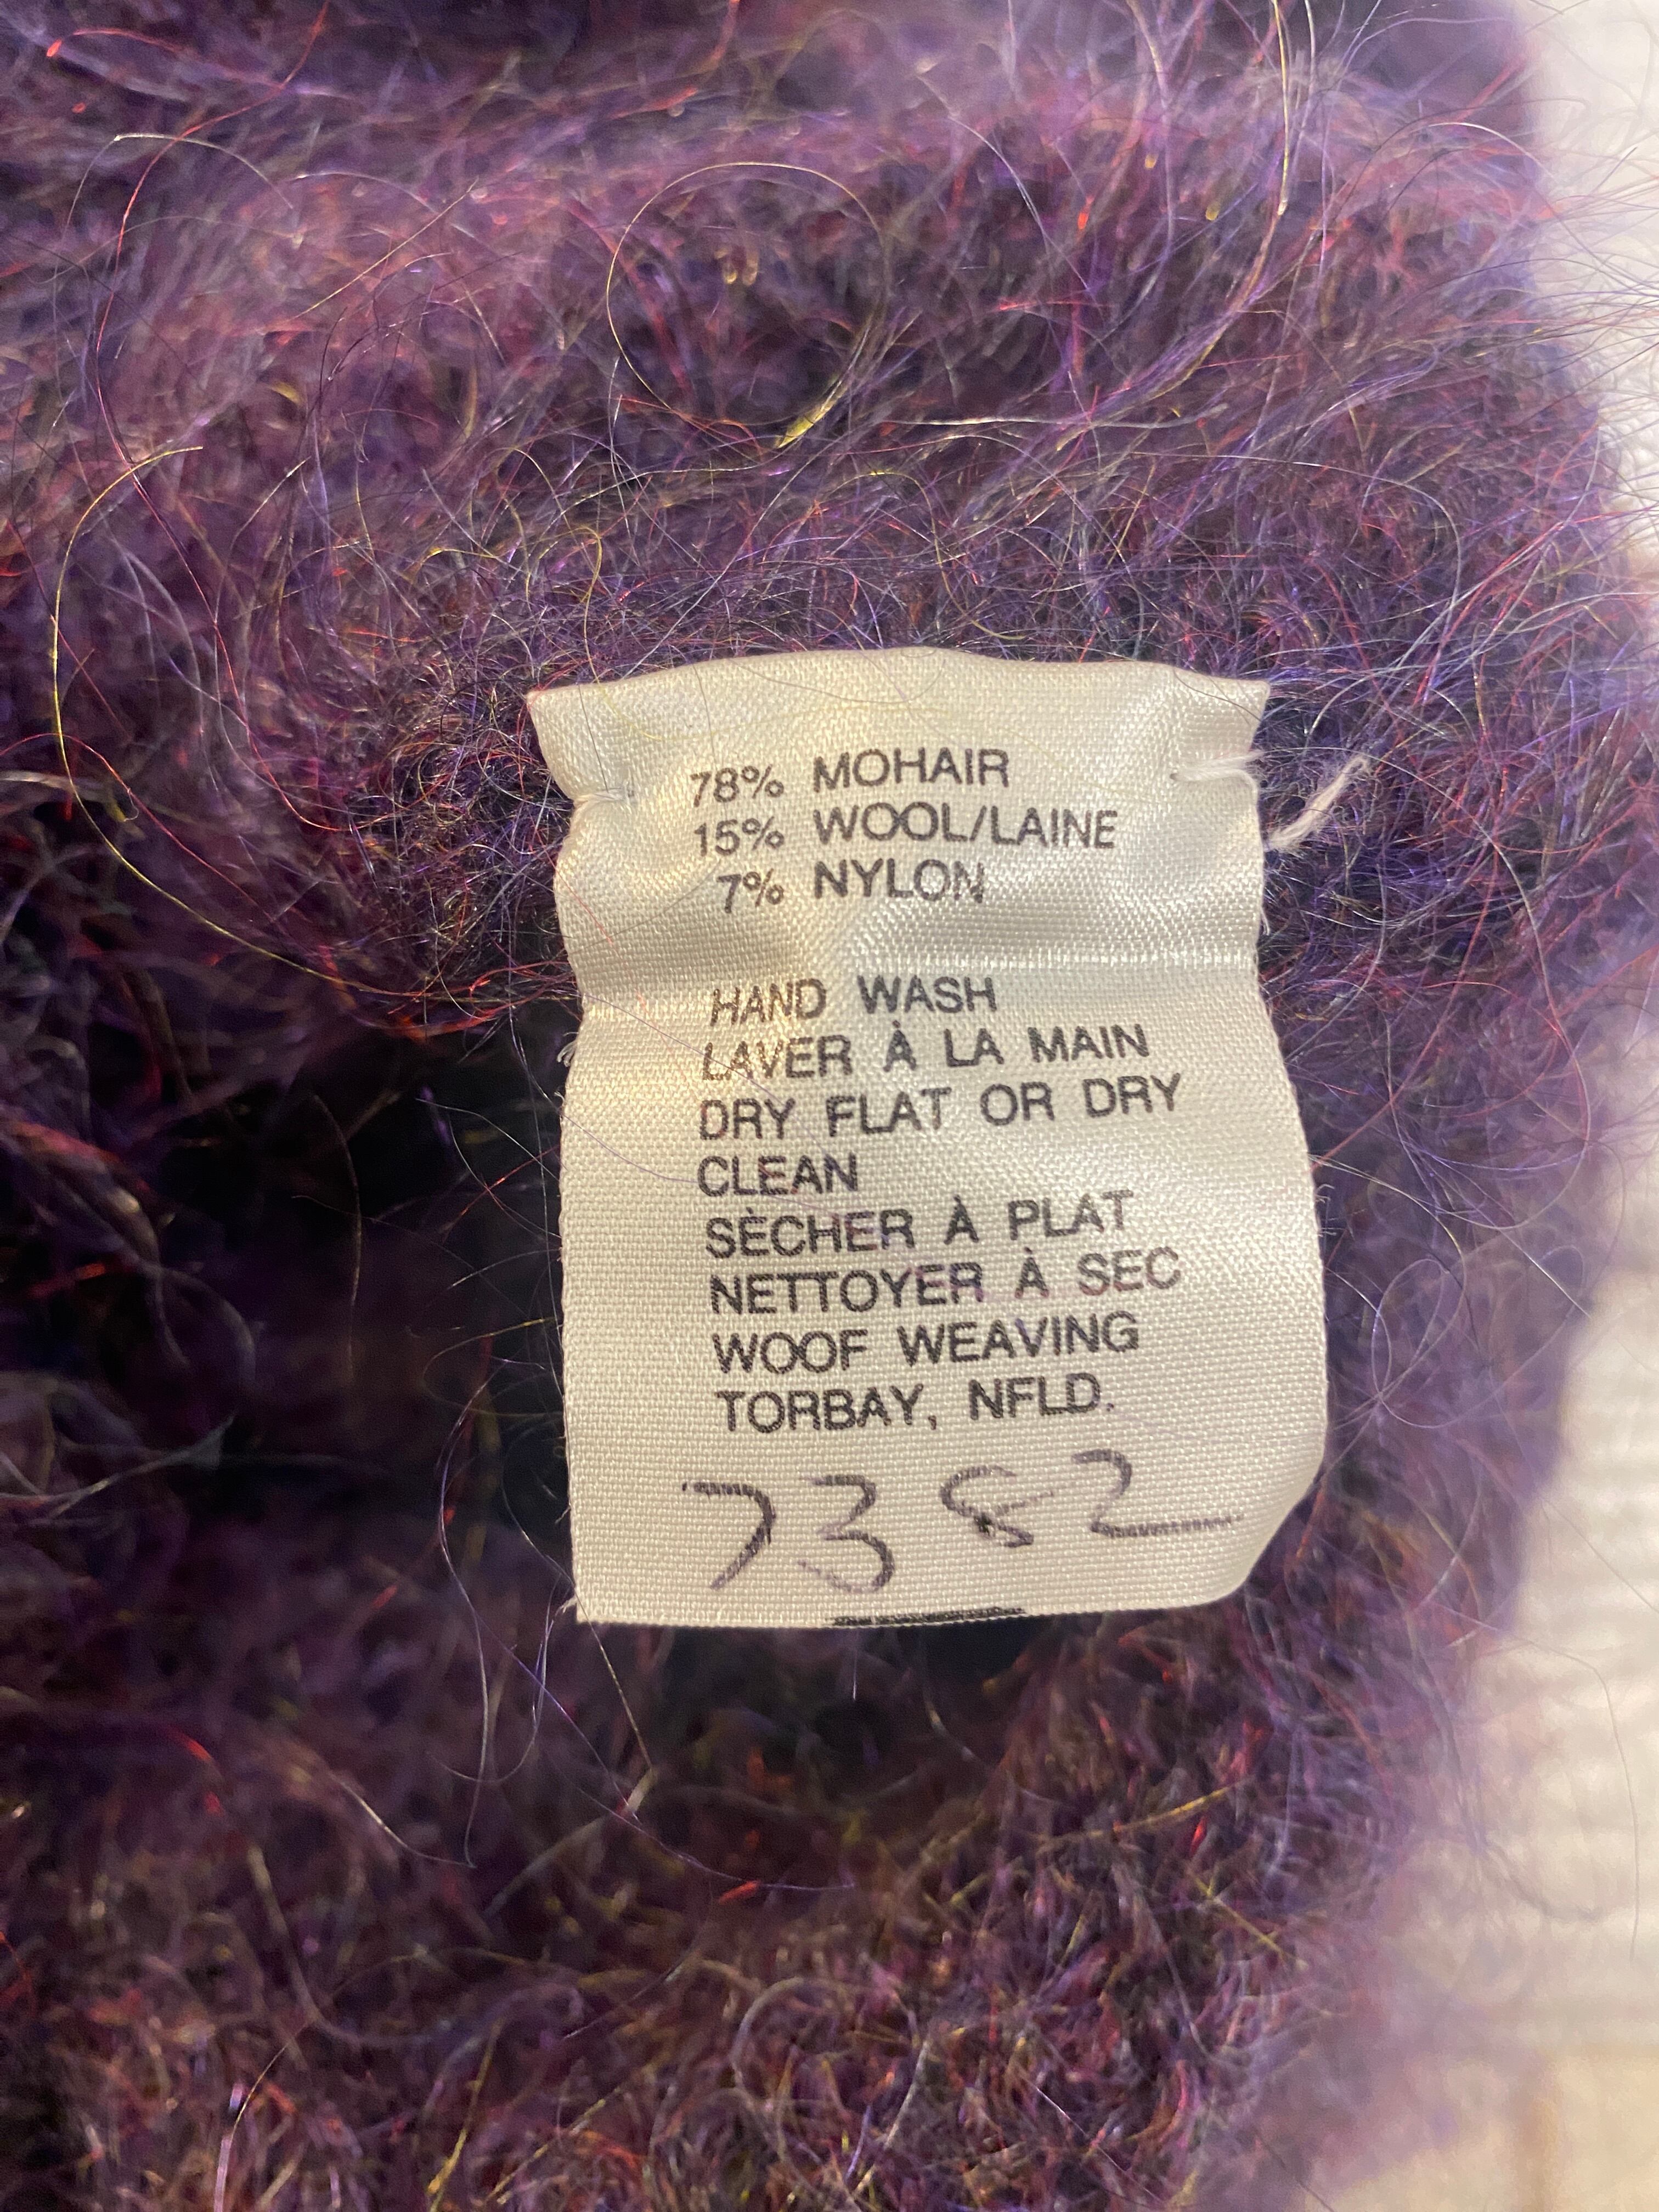 78% MOHAIR
15% WOOL/LAINE
7% NYLON
HAND WASH
LAVER À LA MAIN
DRY FLAT OR DRY
CLEAN
SÈCHER À PLAT
NETTOYER À SEC
WOOF WEAVING
TORBAY, NFLD.
7382